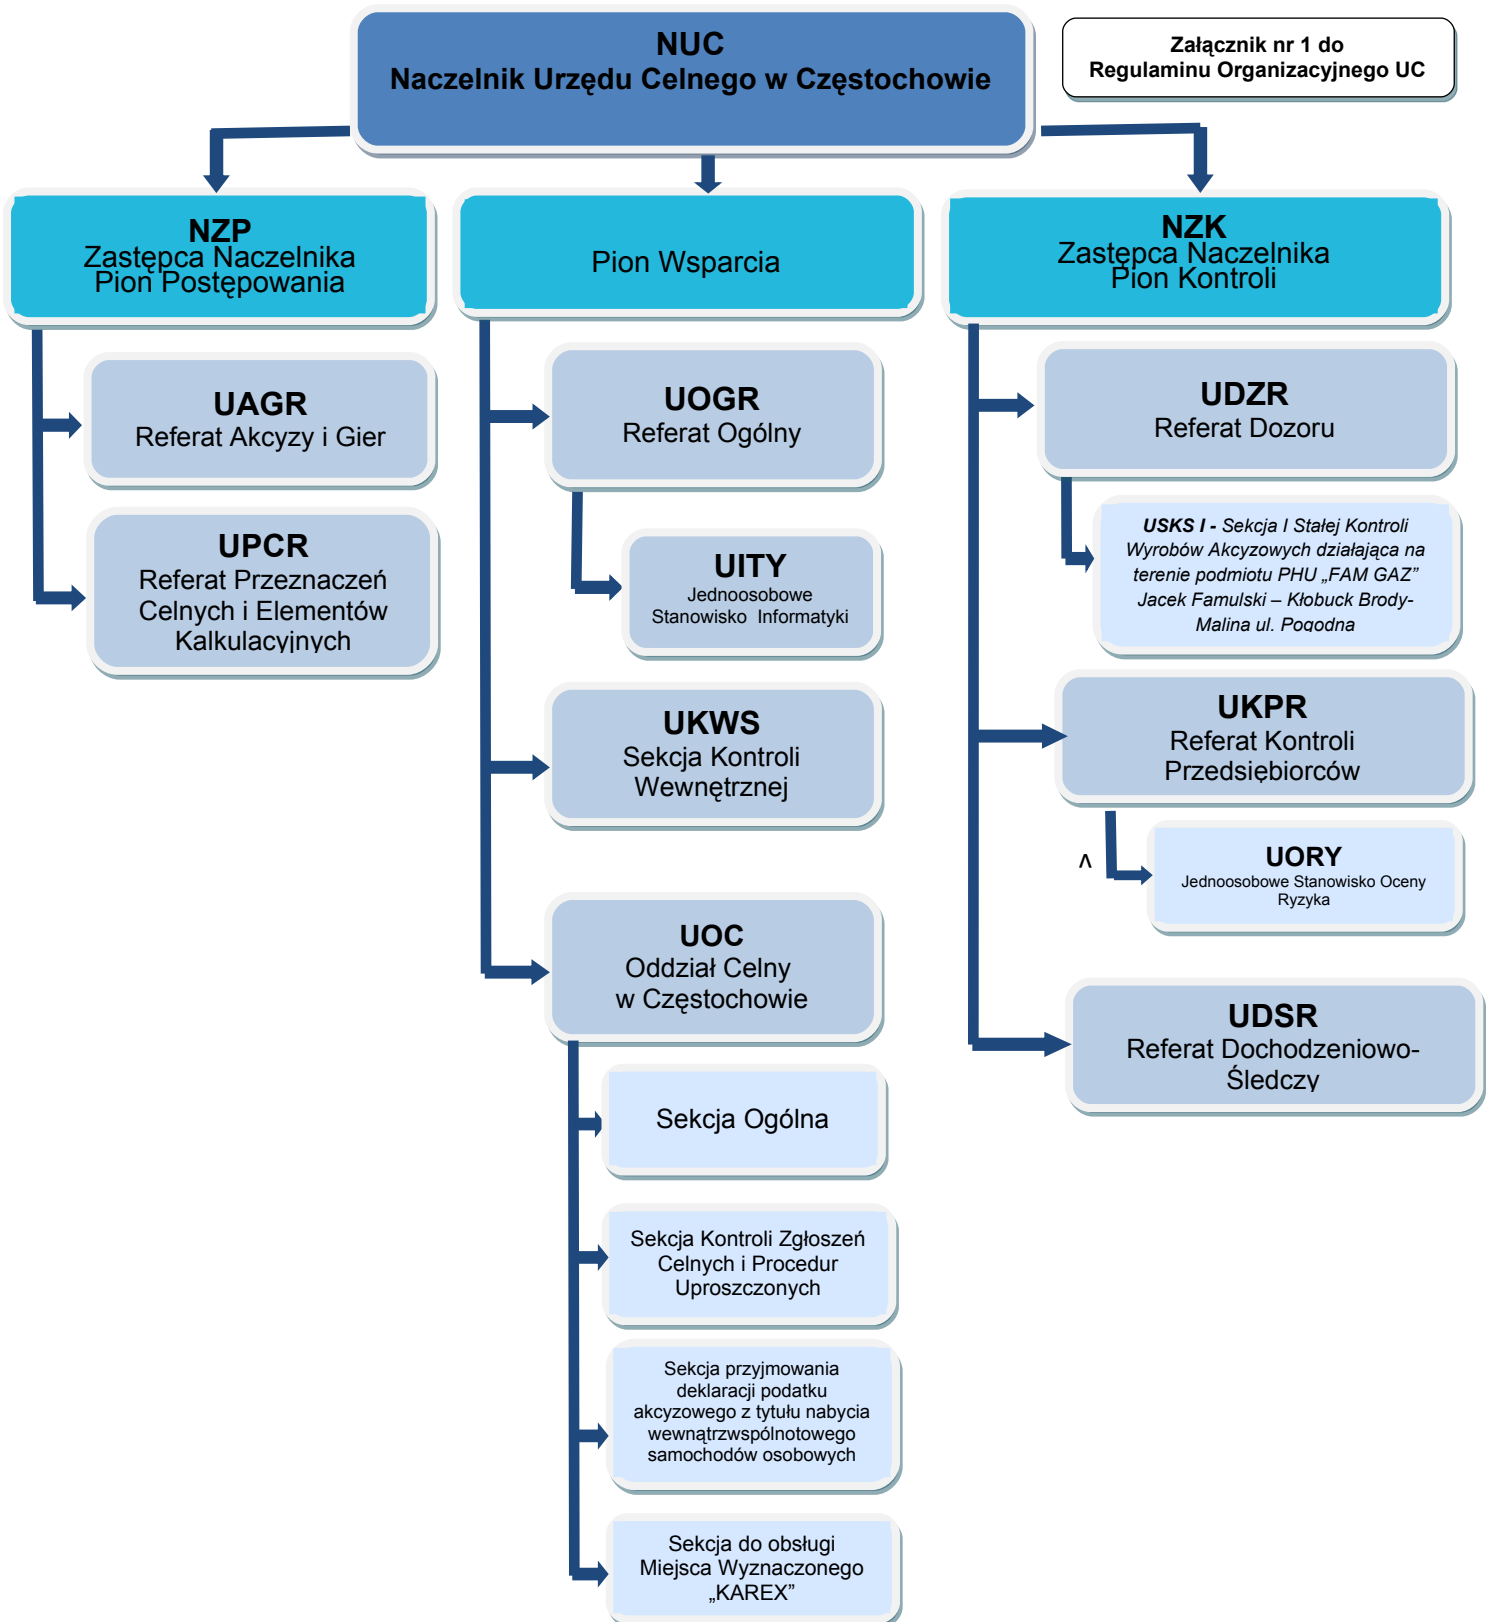 NUC
Naczelnik Urzędu Celnego w Częstochowie
Załącznik nr 1 do
Regulaminu Organizacyjnego UC
NZP
Zastępca Naczelnika
Pion Postępowania
Pion Wsparcia
NZK
Zastępca Naczelnika
Pion Kontroli
UAGR
Referat Akcyzy i Gier
UPCR
Referat Przeznaczeń
Celnych i Elementów
Kalkulacyjnych
UOGR
Referat Ogólny
UITY
Jednoosobowe
Stanowisko Informatyki
UKWS
Sekcja Kontroli
Wewnętrznej
UOC
Oddział Celny
w Częstochowie
Sekcja Ogólna
Sekcja Kontroli Zgłoszeń
Celnych i Procedur
Uproszczonych
Sekcja przyjmowania
deklaracji podatku
akcyzowego z tytułu nabycia
wewnątrzwspólnotowego
samochodów osobowych
Sekcja do obsługi
Miejsca Wyznaczonego
„KAREX”
UDZR
Referat Dozoru
USKS I - Sekcja I Stałej Kontroli
Wyrobów Akcyzowych działająca na
terenie podmiotu PHU „FAM GAZ”
Jacek Famulski – Kłobuck Brody-
Malina ul. Pogodna
UKPR
Referat Kontroli
Przedsiębiorców
ʌ
UORY
Jednoosobowe Stanowisko Oceny
Ryzyka
UDSR
Referat Dochodzeniowo-
Śledczy